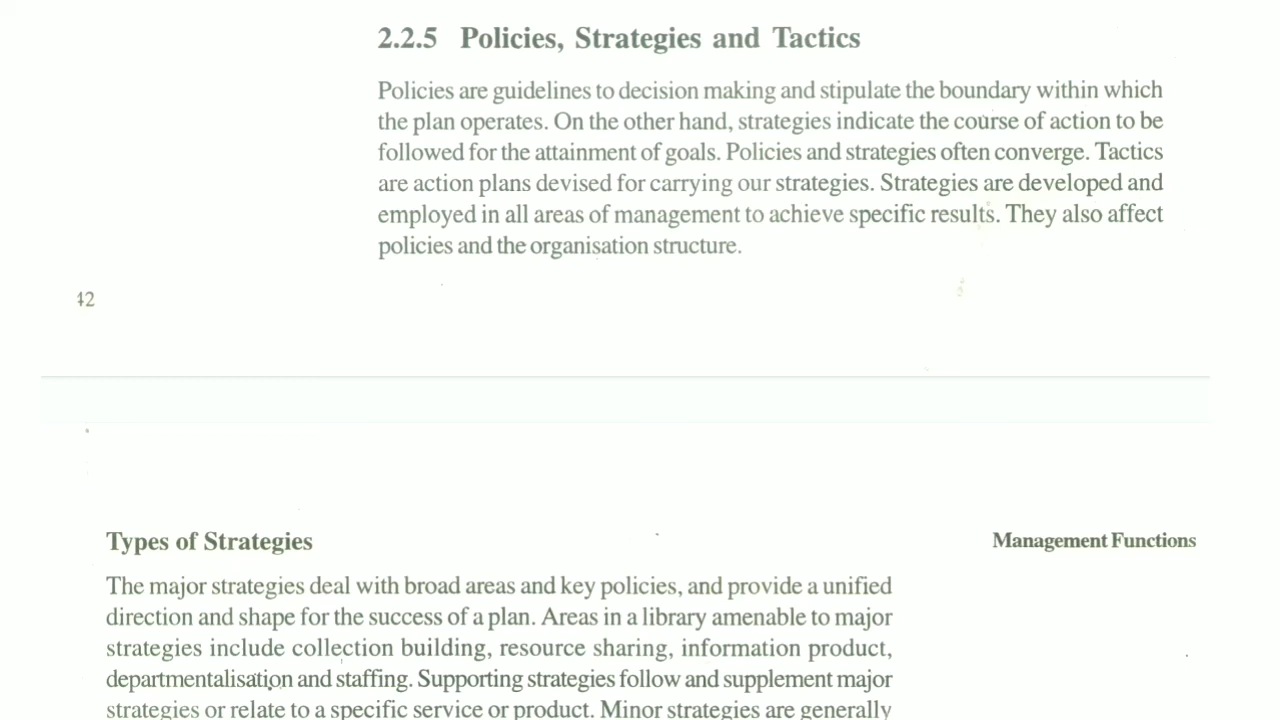 2.2.5 Policies, Strategies and Tactics
Policies are guidelines to decision making and stipulate the boundary within which
the plan operates. On the other hand, strategies indicate the course of action to be
followed for the attainment of goals. Policies and strategies often converge. Tactics
are action plans devised for carrying our strategies. Strategies are developed and
employed in all areas of management to achieve specific results. They also affect
policies and the organisation structure.
42
Types of Strategies
Management Functions
The major strategies deal with broad areas and key policies, and provide a unified
direction and shape for the success of a plan. Areas in a library amenable to major
strategies include collection building, resource sharing, information product,
departmentalisation and staffing. Supporting strategies follow and supplement major
strategies or relate to a specific service or product. Minor strategies are generally